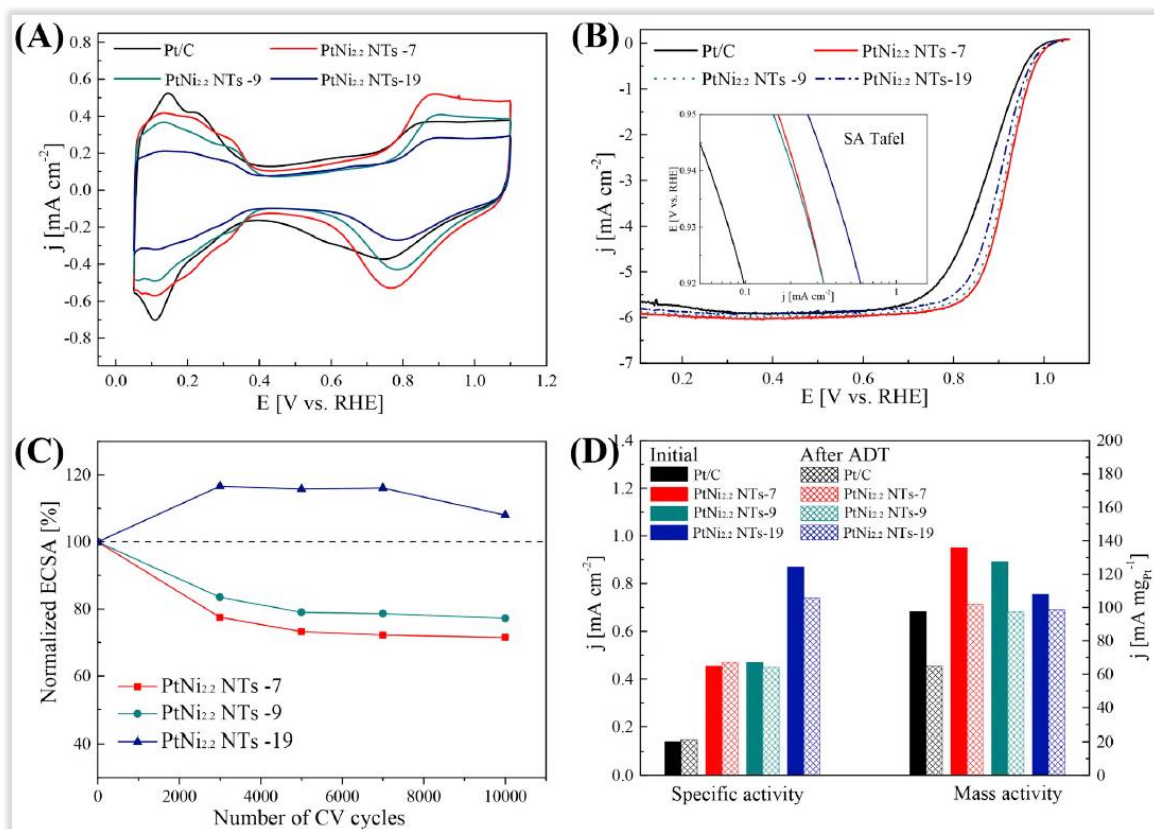 (A)
Pt/C
PtNi2.2 NTs -7
PtNi2.2 NTs -9
PtNi2.2 NTs-19
j [mA cm-2]
0.8
0.6
0.4
0.2
0.0
-0.2
-0.4
-0.6
-0.8
0.0 0.2 0.4 0.6 0.8 1.0 1.2
E [V vs. RHE]
(B)
Pt/C
PtNi2.2 NTs -7
PtNi2.2 NTs -9
PtNi2.2 NTs-19
j [mA cm-2]
0
-1
-2
-3
-4
-5
-6
-7
0.2 0.4 0.6 0.8 1.0
E [V vs. RHE]
SA Tafel
E [V vs. RHE]
0.95
0.94
0.93
0.92
0.1 1
j [mA cm-2]
(C)
Normalized ECSA [%]
120
100
80
60
40
PtNi2.2 NTs -7
PtNi2.2 NTs -9
PtNi2.2 NTs -19
0 2000 4000 6000 8000 10000
Number of CV cycles
(D)
Initial After ADT
Pt/C Pt/C
PtNi2.2 NTs-7 PtNi2.2 NTs-7
PtNi2.2 NTs-9 PtNi2.2 NTs-9
PtNi2.2 NTs-19 PtNi2.2 NTs-19
j [mA cm-2]
1.4
1.2
1.0
0.8
0.6
0.4
0.2
0.0
j [mA mgPt-1]
200
180
160
140
120
100
80
60
40
20
0
Specific activity Mass activity